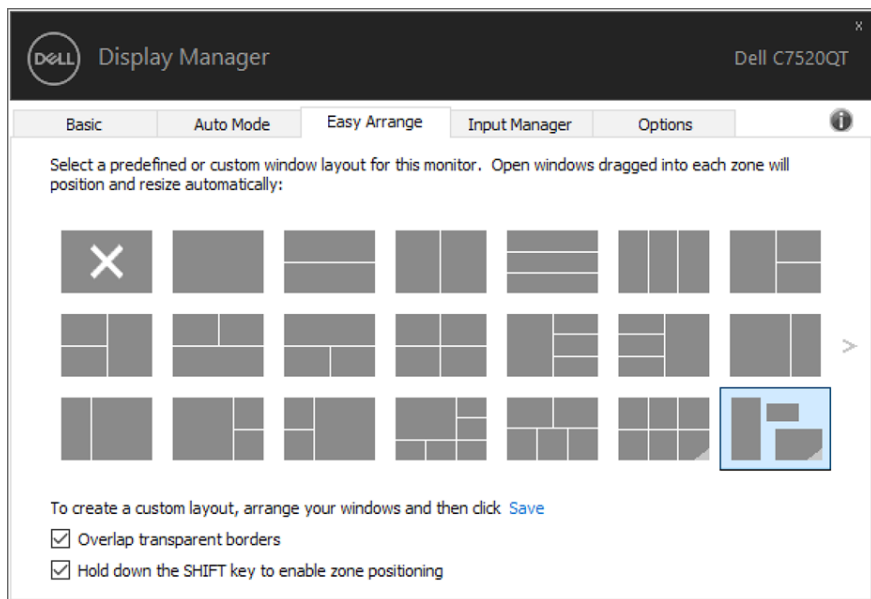 x
DELL
Display Manager
Dell C7520QT
Basic
Auto Mode
Easy Arrange
Input Manager
Options
i
Select a predefined or custom window layout for this monitor. Open windows dragged into each zone will
position and resize automatically:
>
To create a custom layout, arrange your windows and then click Save
Overlap transparent borders
Hold down the SHIFT key to enable zone positioning